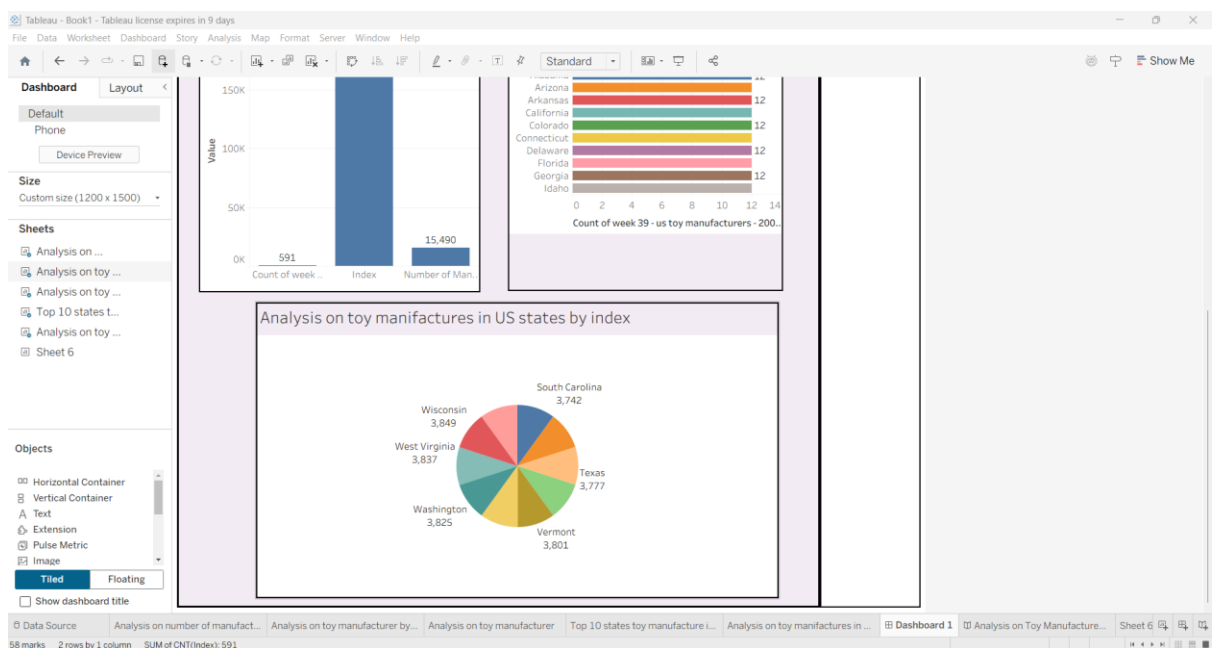 Tableau - Book1 - Tableau license expires in 9 days
File Data Worksheet Dashboard Story Analysis Map Format Server Window Help
Standard
Show Me
Dashboard Layout
Default
Phone
Device Preview
Size
Custom size (1200 x 1500)
Sheets
Analysis on ...
Analysis on toy ...
Analysis on toy ...
Top 10 states t...
Analysis on toy ...
Sheet 6
Objects
Horizontal Container
Vertical Container
Text
Extension
Pulse Metric
Image
Tiled Floating
Show dashboard title
Value
150K
100K
50K
0K
591
15,490
Count of week .. Index Number of Man..
12
Arizona
Arkansas 12
California
Colorado 12
Connecticut
Delaware 12
Florida
Georgia 12
Idaho
0 2 4 6 8 10 12 14
Count of week 39 - us toy manufacturers - 200..
Analysis on toy manifactures in US states by index
South Carolina
3,742
Wisconsin
3,849
West Virginia
3,837
Texas
3,777
Washington
3,825
Vermont
3,801
Data Source Analysis on number of manufact... Analysis on toy manufacturer by... Analysis on toy manufacturer Top 10 states toy manufacture i... Analysis on toy manifactures in ... Dashboard 1 Analysis on Toy Manufacture... Sheet 6
58 marks 2 rows by 1 column SUM of CNT(Index): 591